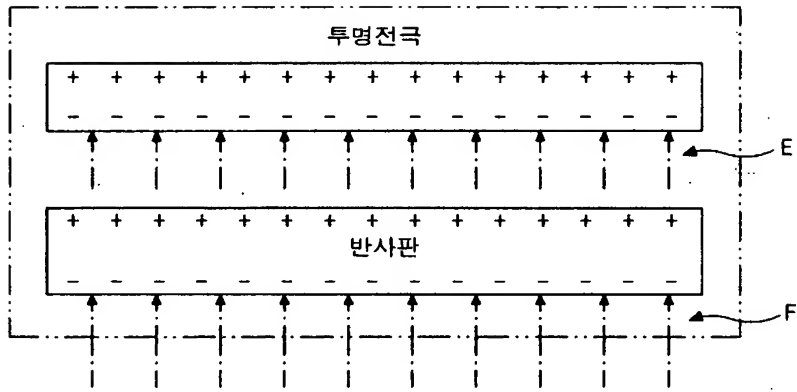 투명전극
+ + + + + + + + + + + + + + +
− − − − − − − − − − − − − − −
E
+ + + + + + + + + + + + + + +
반사판
− − − − − − − − − − − − − − −
F